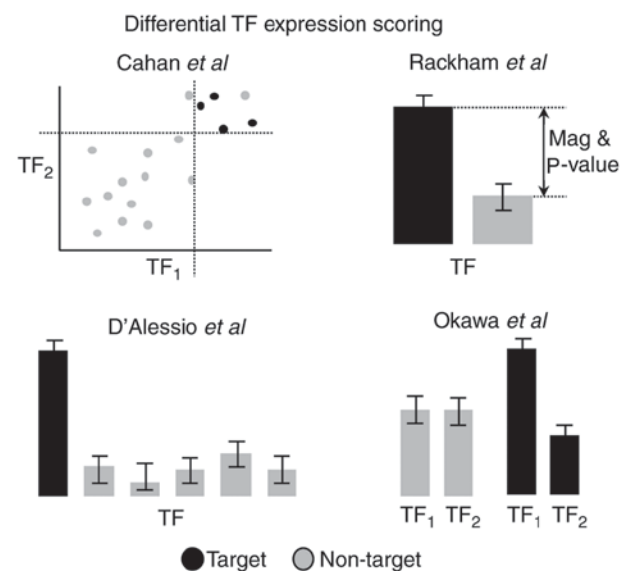 Differential TF expression scoring
Cahan et al
Rackham et al
TF₂
TF₁
Mag &
P-value
TF
D'Alessio et al
Okawa et al
TF
TF₁ TF₂ TF₁ TF₂
Target Non-target